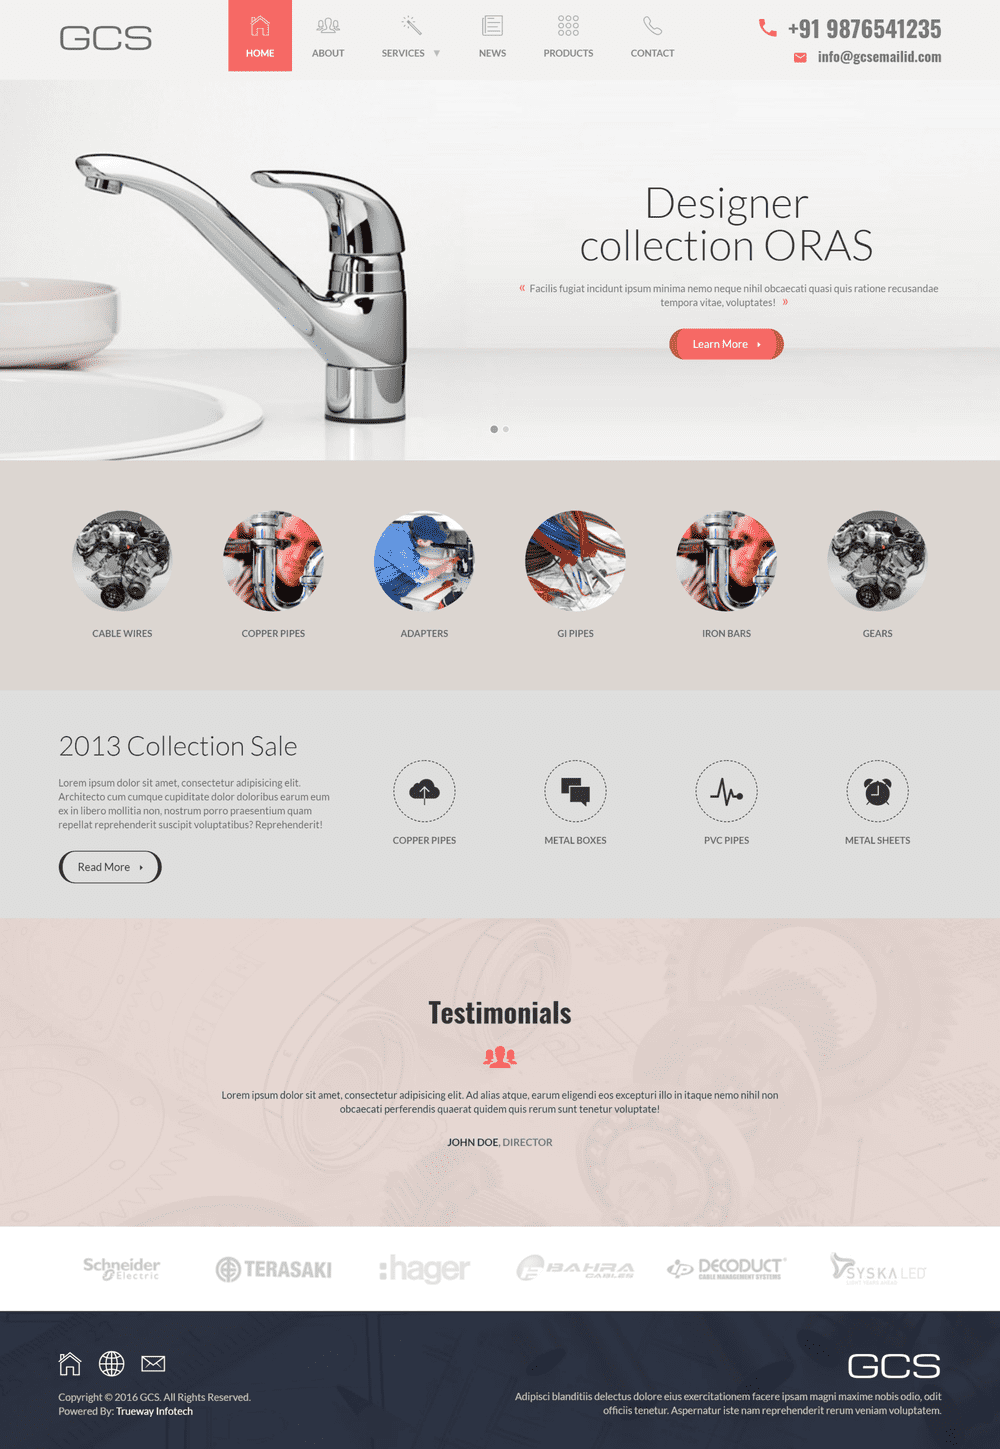 GCS
HOME
ABOUT
SERVICES ▼
NEWS
PRODUCTS
CONTACT
+91 9876541235
info@gcsemailid.com
Designer
collection ORAS
« Facilis fugiat incidunt ipsum minima nemo neque nihil obcaecati quasi quis ratione recusandae
tempora vitae, voluptates! »
Learn More
CABLE WIRES
COPPER PIPES
ADAPTERS
GI PIPES
IRON BARS
GEARS
2013 Collection Sale
Lorem ipsum dolor sit amet, consectetur adipisicing elit.
Architecto cum cumque cupiditate dolor doloribus earum eum
ex in libero mollitia non, nostrum porro praesentium quam
repellat reprehenderit suscipit voluptatibus? Reprehenderit!
Read More
COPPER PIPES
METAL BOXES
PVC PIPES
METAL SHEETS
Testimonials
Lorem ipsum dolor sit amet, consectetur adipisicing elit. Ad alias atque, earum eligendi eos excepturi illo in itaque nemo nihil non
obcaecati perferendis quaerat quidem quis rerum sunt tenetur voluptate!
JOHN DOE, DIRECTOR
Schneider
Electric
TERASAKI
:hager
BAHRA
CABLES
DECODUCT®
CABLE MANAGEMENT SYSTEMS
SYSKA LED
Copyright © 2016 GCS. All Rights Reserved.
Powered By: Trueway Infotech
GCS
Adipisci blanditiis delectus dolore eius exercitationem facere ipsam magni maxime nobis odio, odit
officiis tenetur. Aspernatur iste nam reprehenderit rerum veniam voluptatem.